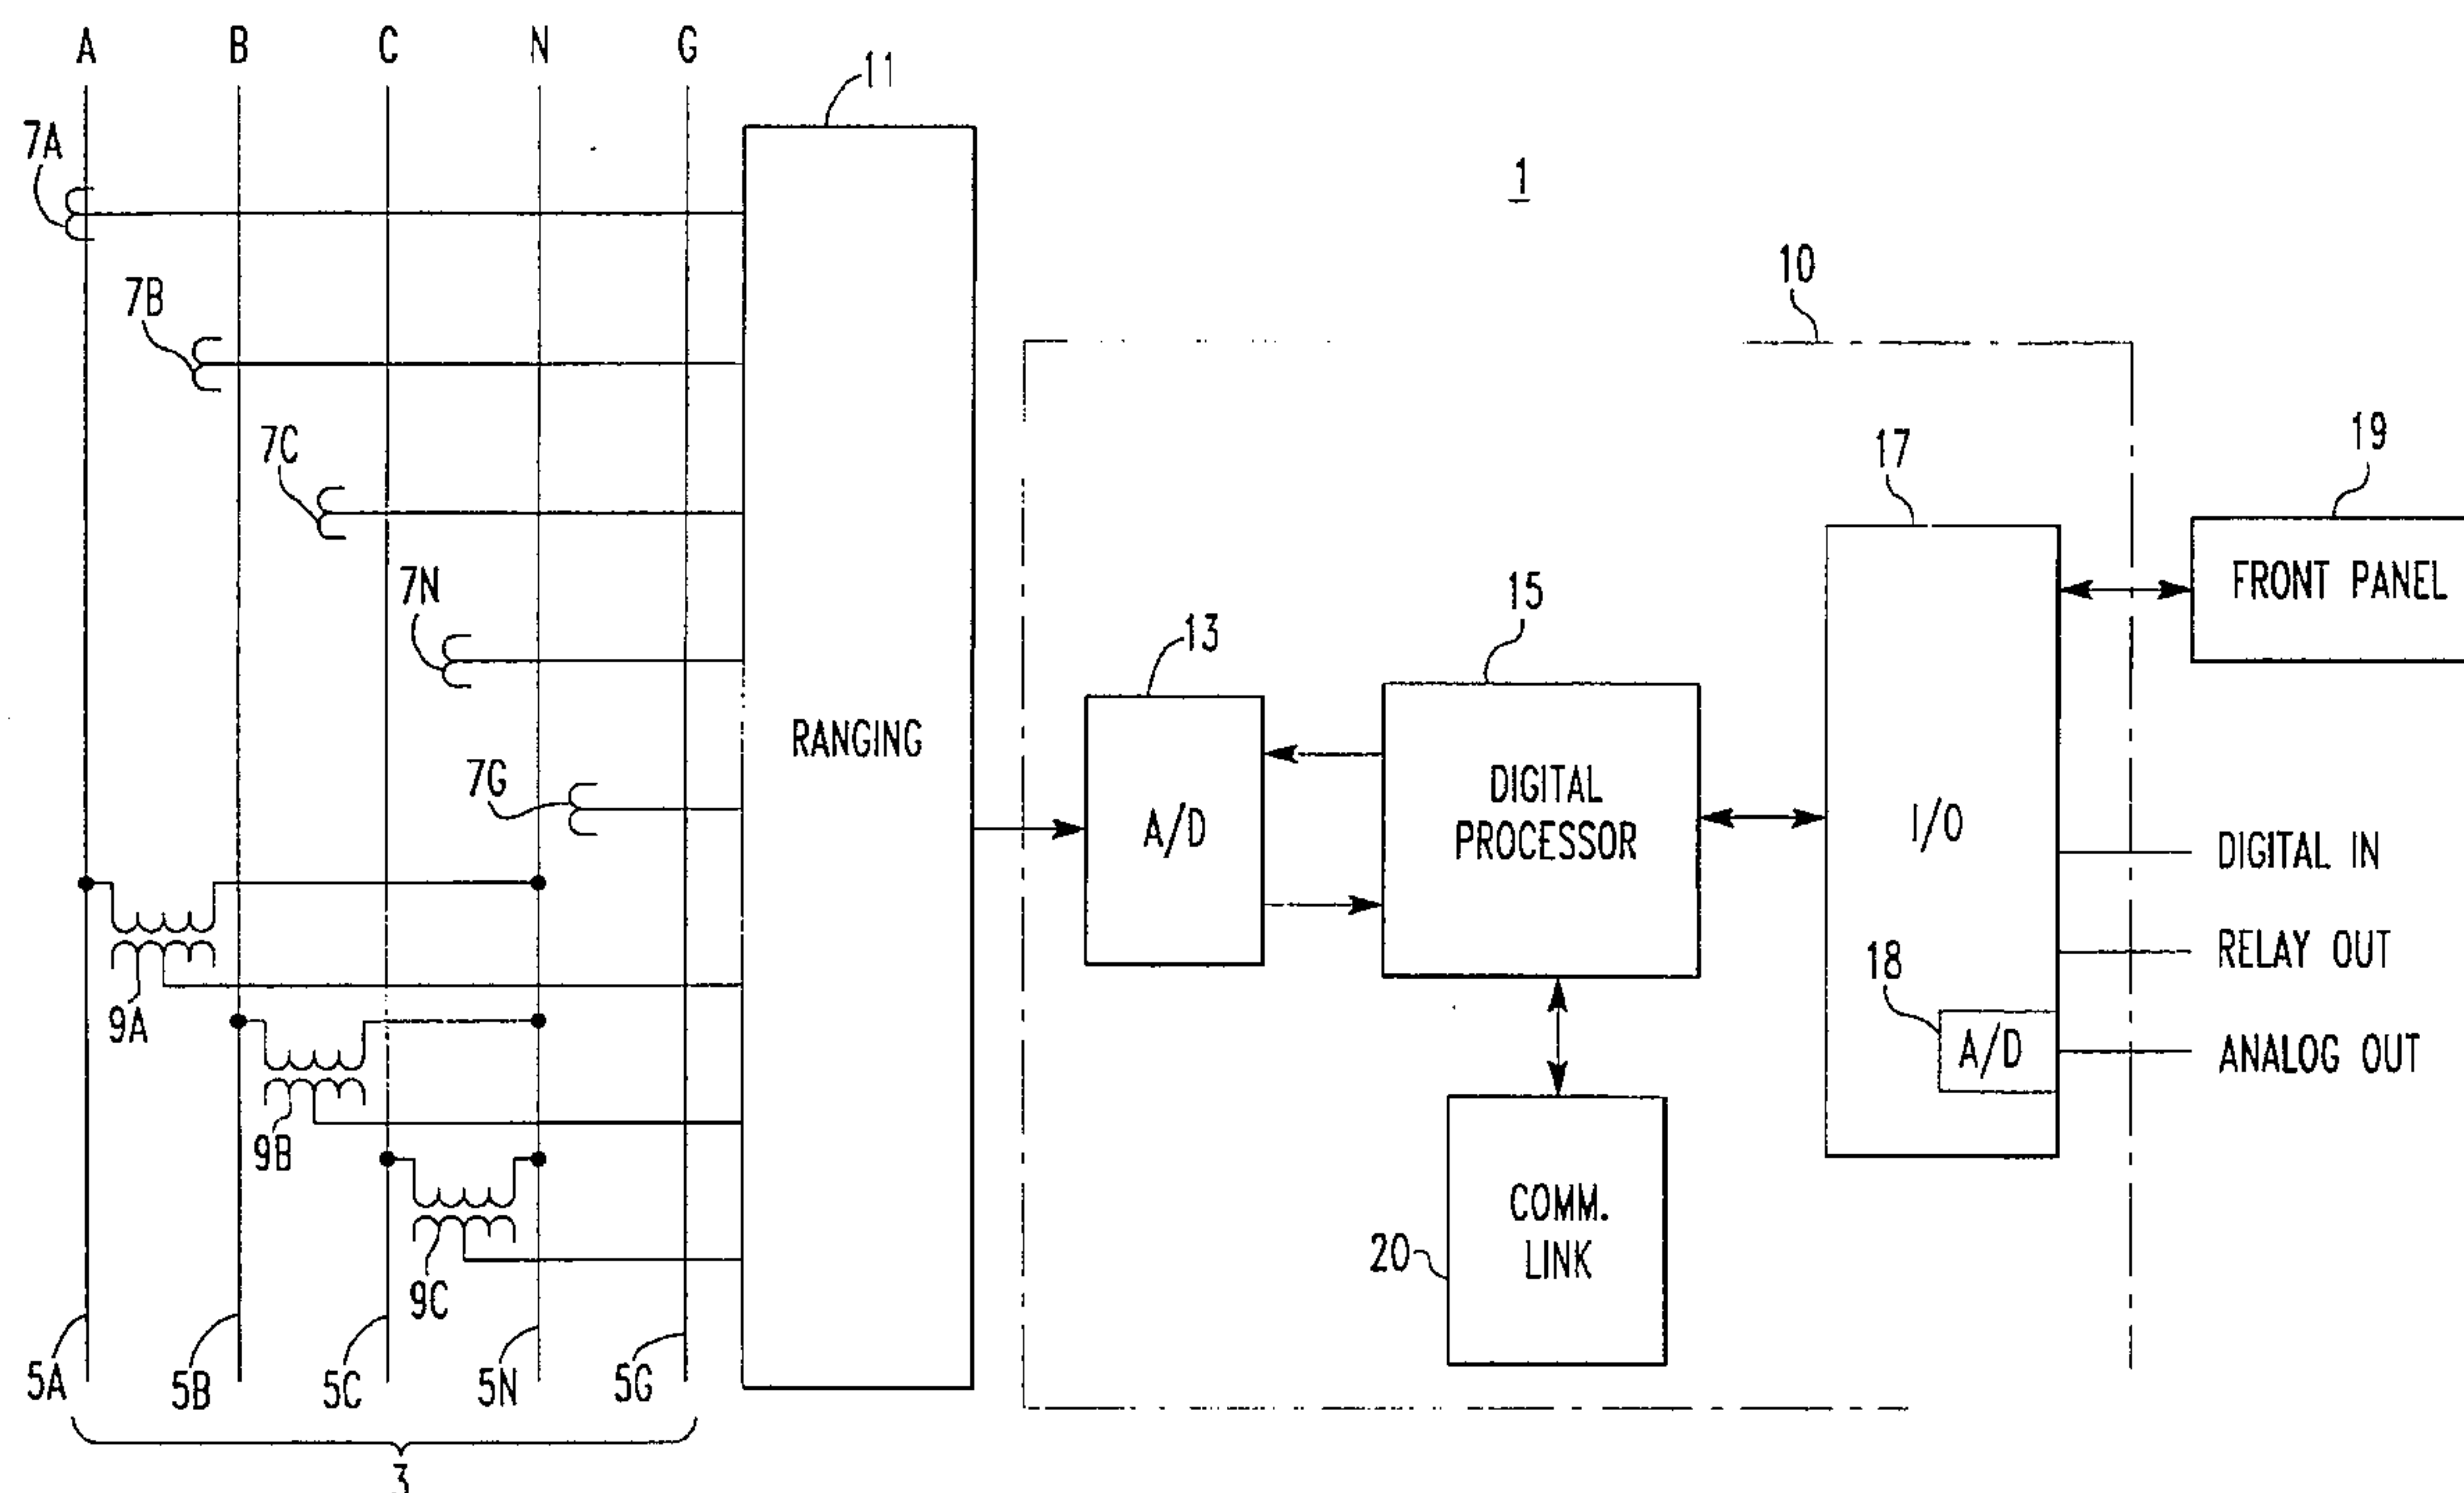 A B C N G
11
7A
1
7B
10
7C
17
19
7N
FRONT PANEL
15
13
RANGING
7G
A/D
DIGITAL
PROCESSOR
I/O
DIGITAL IN
RELAY OUT
18
A/D
ANALOG OUT
9A
9B
COMM.
LINK
20
9C
5A 5B 5C 5N 5G
3